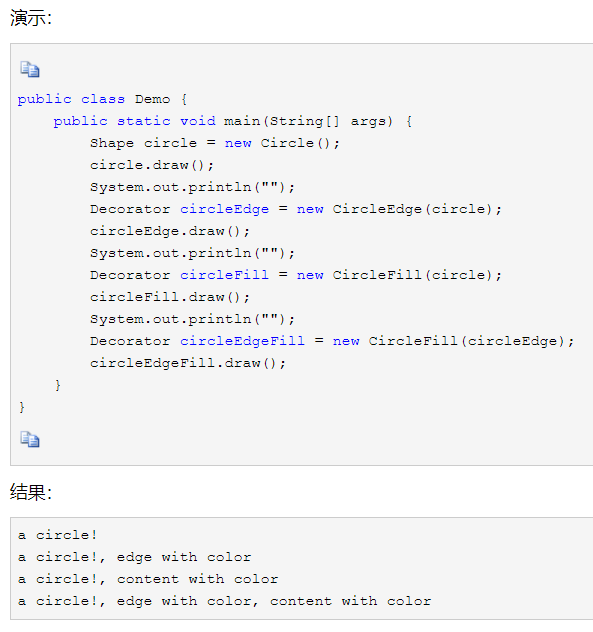 演示：
public class Demo {
    public static void main(String[] args) {
        Shape circle = new Circle();
        circle.draw();
        System.out.println("");
        Decorator circleEdge = new CircleEdge(circle);
        circleEdge.draw();
        System.out.println("");
        Decorator circleFill = new CircleFill(circle);
        circleFill.draw();
        System.out.println("");
        Decorator circleEdgeFill = new CircleFill(circleEdge);
        circleEdgeFill.draw();
    }
}
结果：
a circle!
a circle!, edge with color
a circle!, content with color
a circle!, edge with color, content with color